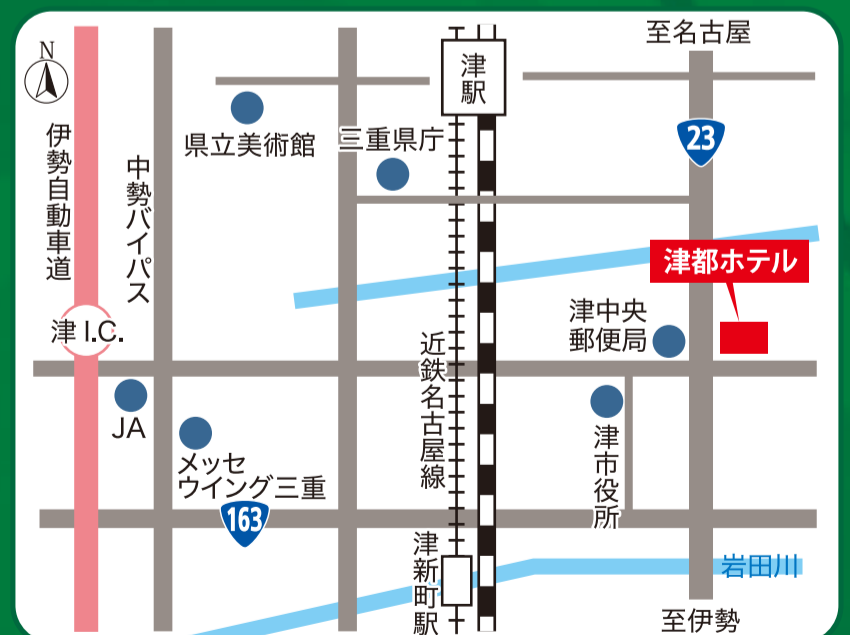 至名古屋
N
津駅
伊勢自動車道
県立美術館
三重県庁
23
中勢バイパス
津都ホテル
津中央
郵便局
津 I.C.
近鉄名古屋線
JA
津市役所
メッセ
ウイング三重
163
津新町駅
岩田川
至伊勢